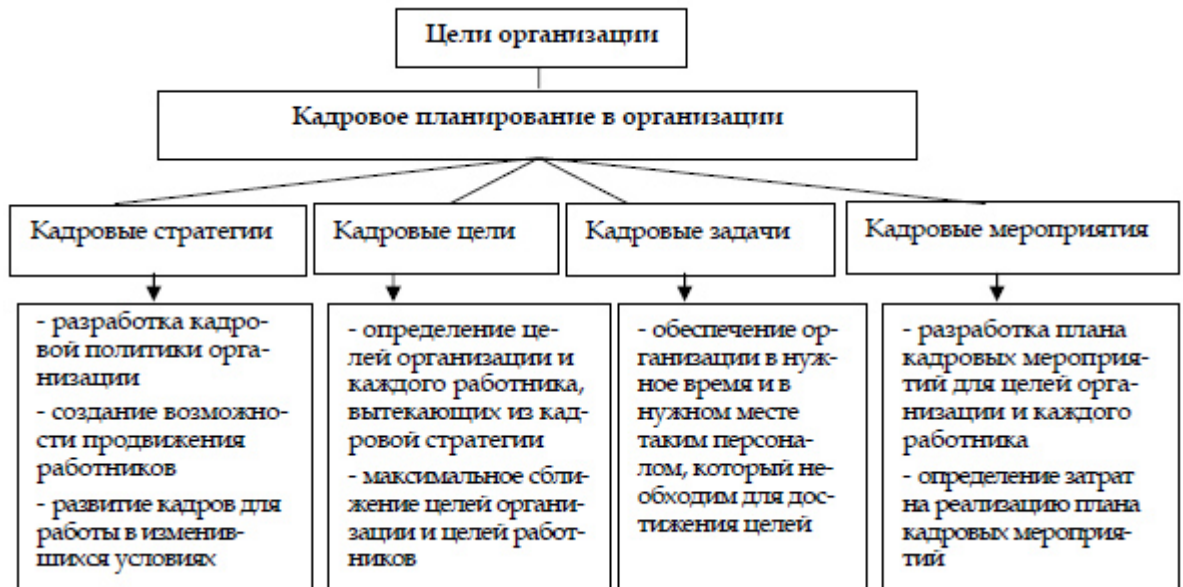 Цели организации
Кадровое планирование в организации
Кадровые стратегии
Кадровые цели
Кадровые задачи
Кадровые мероприятия
- разработка кадро-
вой политики орга-
низации
- создание возможно-
сти продвижения
работников
- развитие кадров для
работы в изменив-
шихся условиях
- определение це-
лей организации и
каждого работника,
вытекающих из кад-
ровой стратегии
- максимальное сбли-
жение целей органи-
зации и целей работ-
ников
- обеспечение ор-
ганизации в нуж-
ное время и в
нужном месте
таким персона-
лом, который не-
обходим для дос-
тижения целей
- разработка плана
кадровых мероприя-
тий для целей орга-
низации и каждого
работника
- определение затрат
на реализацию плана
кадровых мероприя-
тий